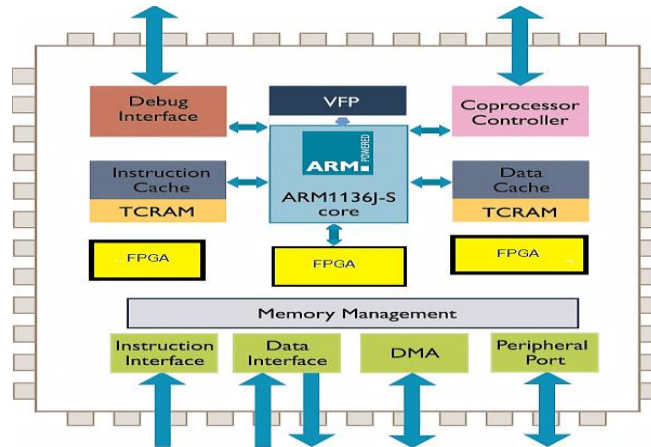 Debug
Interface
VFP
Coprocessor
Controller
ARM
POWERED
Instruction
Cache
TCRAM
ARM1136J-S
core
Data
Cache
TCRAM
FPGA
FPGA
FPGA
Memory Management
Instruction
Interface
Data
Interface
DMA
Peripheral
Port